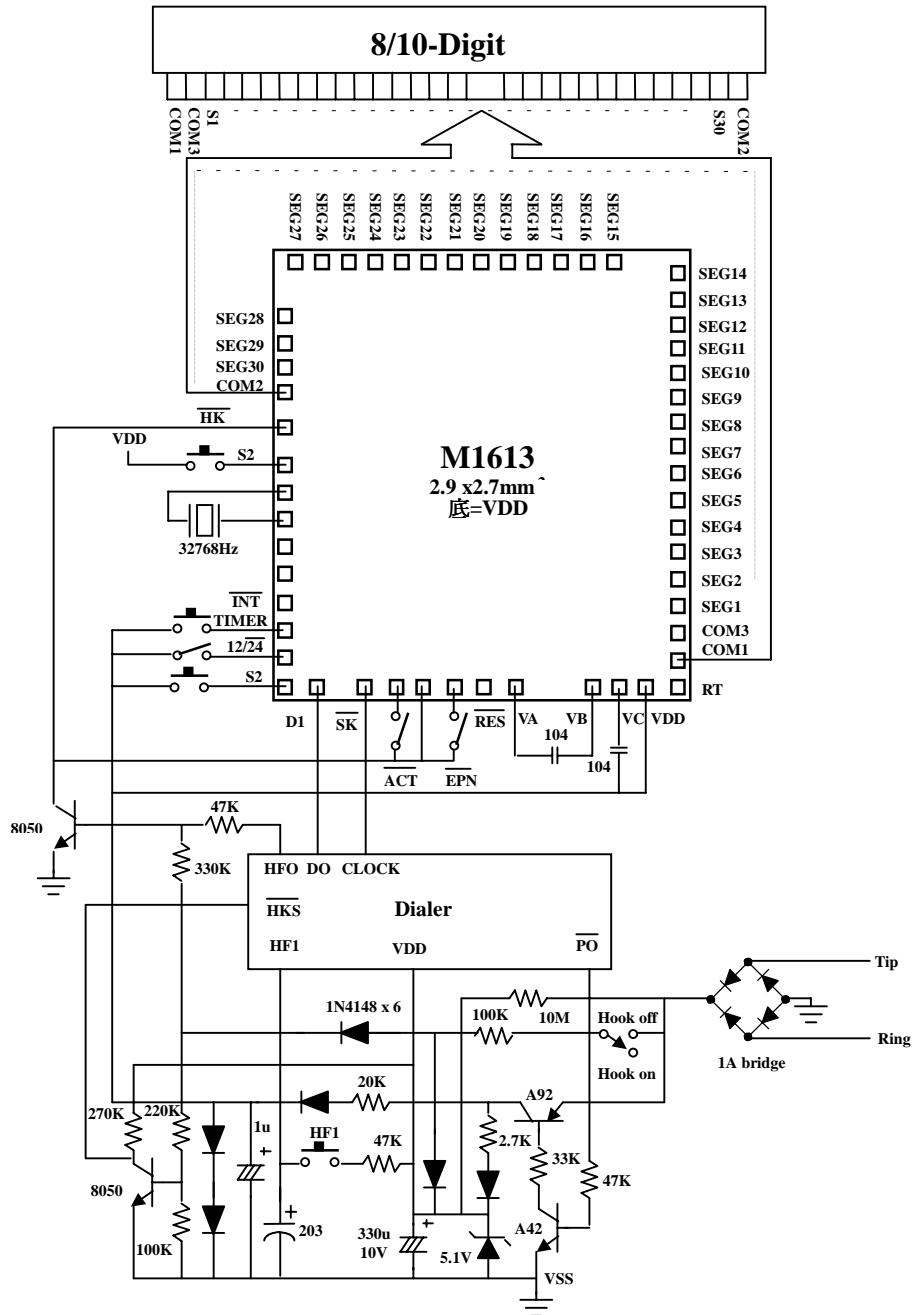 8/10-Digit
COM1
COM3
S1
S30
COM2
SEG27
SEG26
SEG25
SEG24
SEG23
SEG22
SEG21
SEG20
SEG19
SEG18
SEG17
SEG16
SEG15
SEG14
SEG13
SEG12
SEG11
SEG10
SEG9
SEG8
SEG7
SEG6
SEG5
SEG4
SEG3
SEG2
SEG1
COM3
COM1
RT
SEG28
SEG29
SEG30
COM2
HK
VDD
S2
32768Hz
INT
TIMER
12/24
S2
M1613
2.9 x2.7mm ˆ
底=VDD
D1
SK
ACT
EPN
RES
VA
VB
VC
VDD
104
104
8050
47K
330K
HFO DO CLOCK
HKS
Dialer
HF1
VDD
PO
Tip
Ring
1A bridge
1N4148 x 6
100K
10M
Hook off
Hook on
270K
220K
1u
20K
HF1
47K
A92
2.7K
33K
47K
8050
100K
203
330u
10V
5.1V
A42
VSS